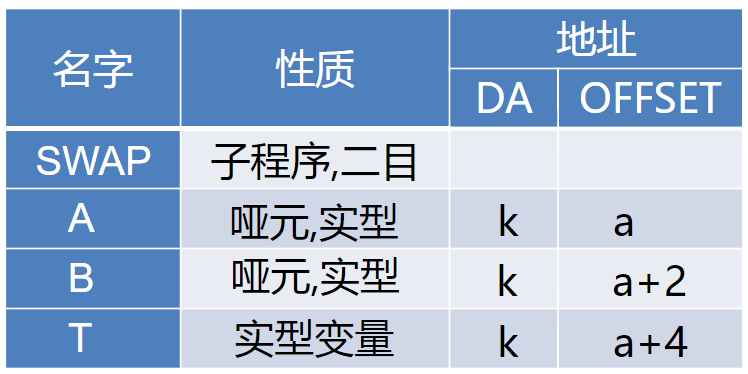 名字 性质 地址
DA OFFSET
SWAP 子程序,二目
A 哑元,实型 k a
B 哑元,实型 k a+2
T 实型变量 k a+4